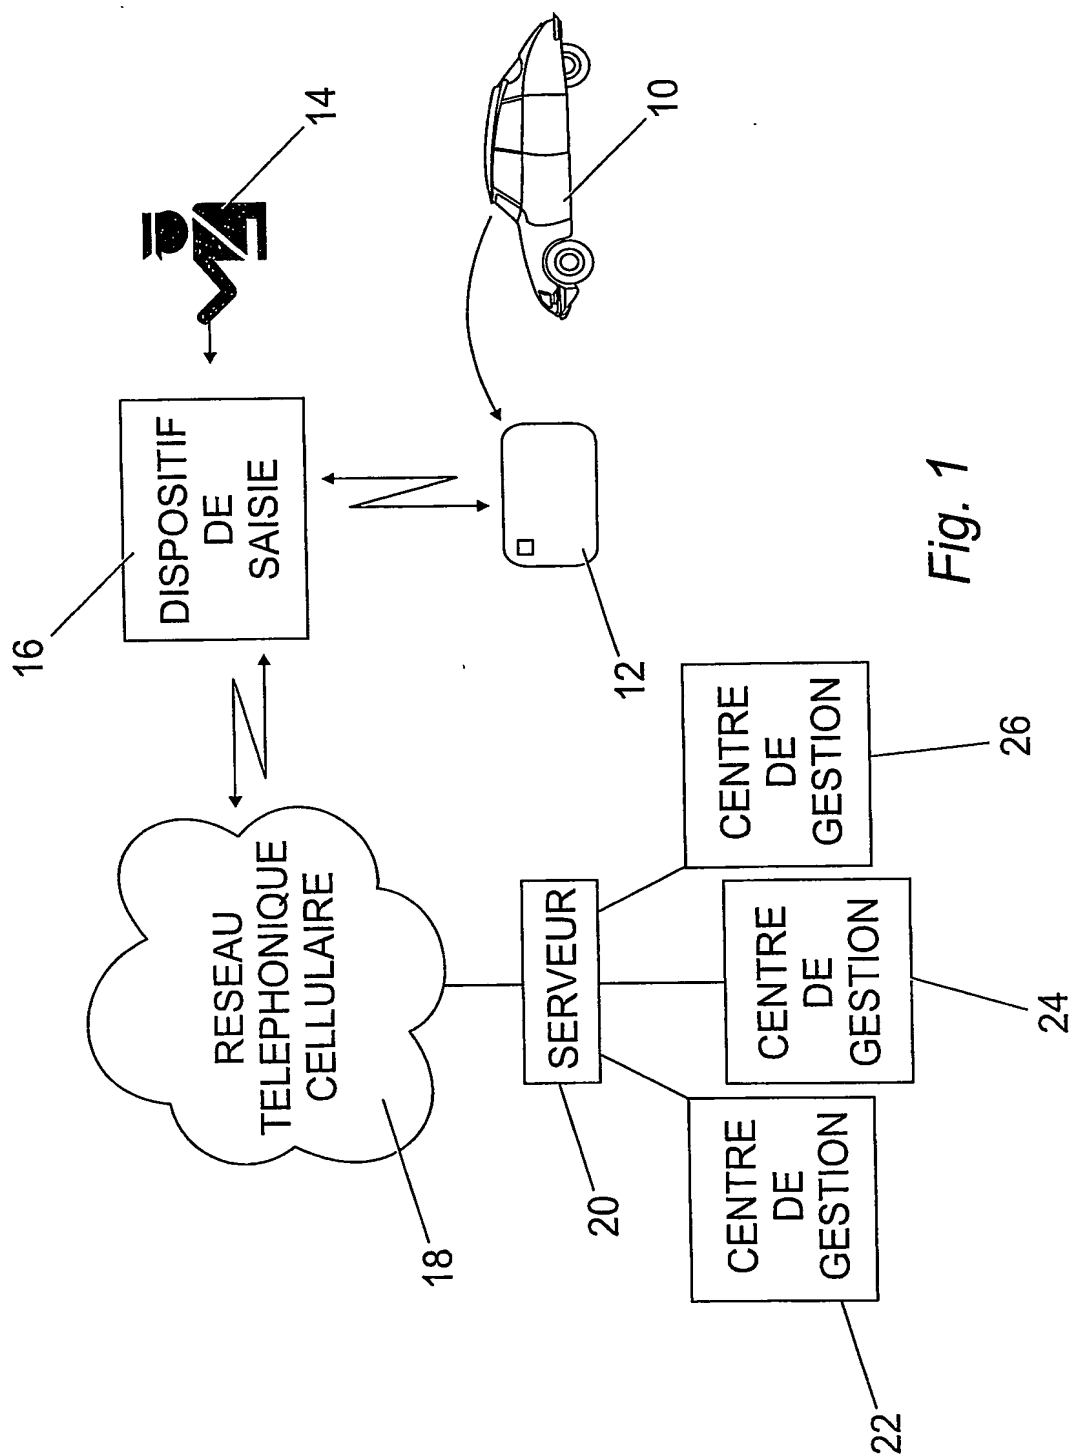 14
16
DISPOSITIF
DE
SAISIE
10
RESEAU
TELEPHONIQUE
CELLULAIRE
18
12
SERVEUR
20
CENTRE
DE
GESTION
22
CENTRE
DE
GESTION
24
CENTRE
DE
GESTION
26
Fig. 1